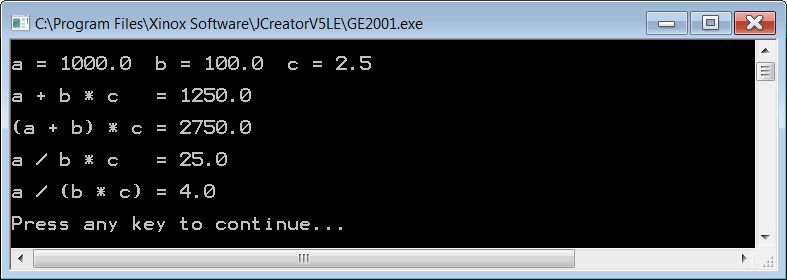 C:\Program Files\Xinox Software\JCreatorV5LE\GE2001.exe
a = 1000.0  b = 100.0  c = 2.5
a + b * c   = 1250.0
(a + b) * c = 2750.0
a / b * c   = 25.0
a / (b * c) = 4.0
Press any key to continue...